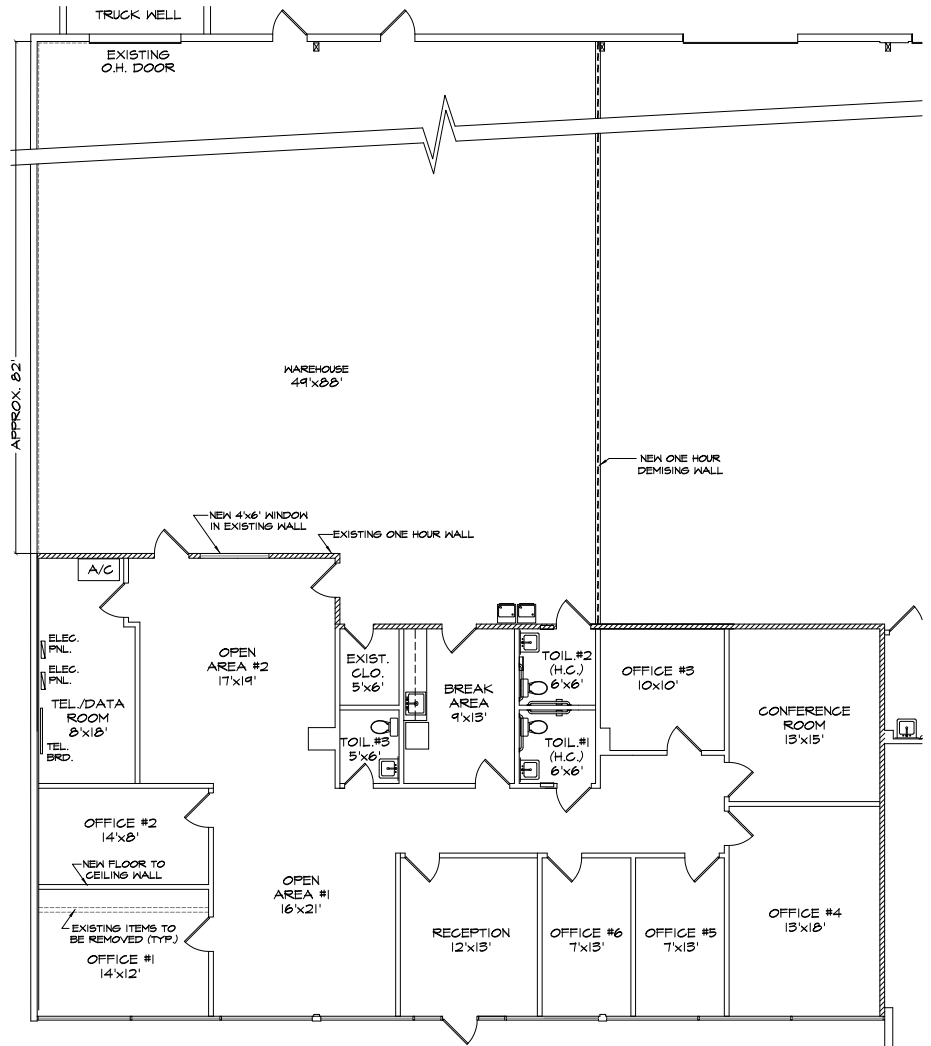 TRUCK WELL
EXISTING
O.H. DOOR
APPROX. 82'
WAREHOUSE
49'x88'
NEW ONE HOUR
DEMISING WALL
NEW 4'x6' WINDOW
IN EXISTING WALL
EXISTING ONE HOUR WALL
A/C
ELEC.
PNL.
ELEC.
PNL.
TEL./DATA
ROOM
8'x18'
TEL.
BRD.
OPEN
AREA #2
17'x19'
EXIST.
CLO.
5'x6'
TOIL.#3
5'x6'
BREAK
AREA
9'x13'
TOIL.#2
(H.C.)
6'x6'
TOIL.#1
(H.C.)
6'x6'
OFFICE #3
10x10'
CONFERENCE
ROOM
13'x15'
OFFICE #2
14'x8'
NEW FLOOR TO
CEILING WALL
EXISTING ITEMS TO
BE REMOVED (TYP.)
OFFICE #1
14'x12'
OPEN
AREA #1
16'x21'
RECEPTION
12'x13'
OFFICE #6
7'x13'
OFFICE #5
7'x13'
OFFICE #4
13'x18'